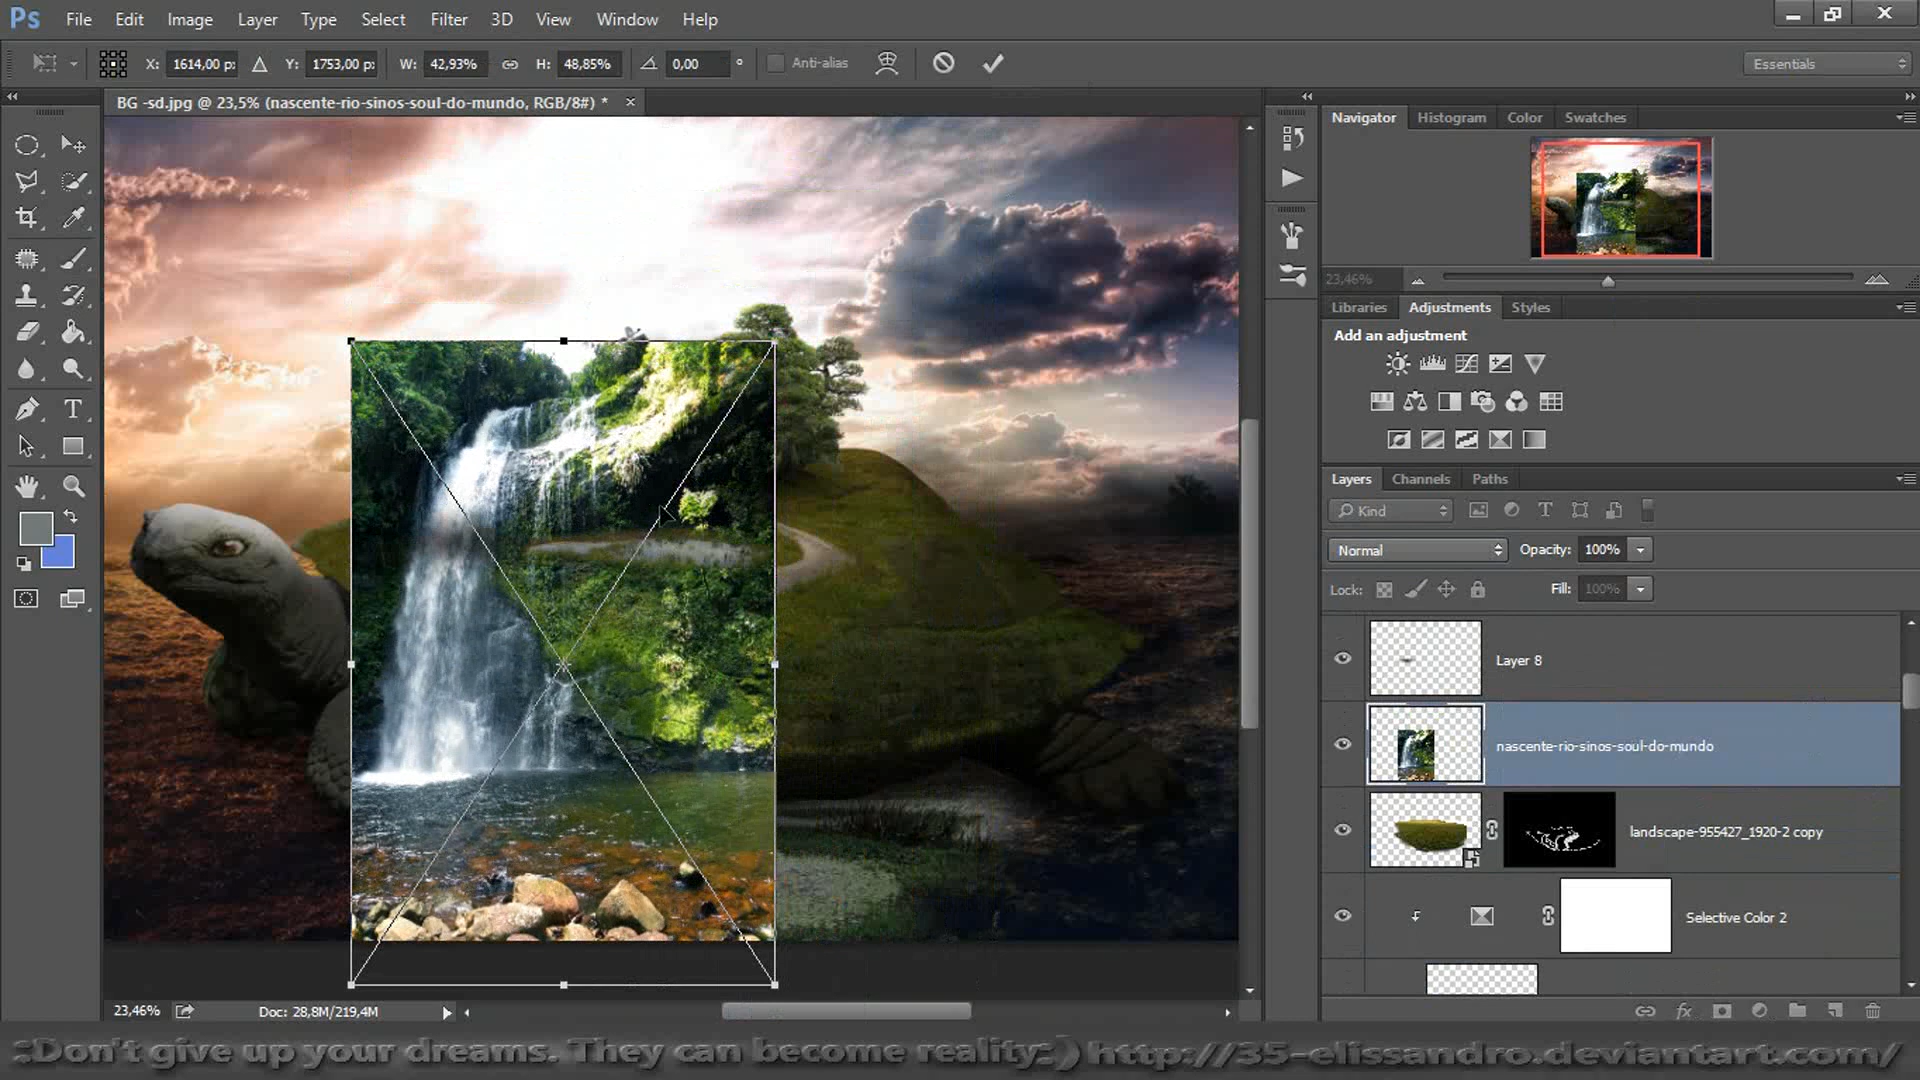 Ps File Edit Image Layer Type Select Filter 3D View Window Help
X: 1614,00 p: Y: 1753,00 p: W: 42,93% H: 48,85% 0,00 ° Anti-alias Essentials
BG -sd.jpg @ 23,5% (nascente-rio-sinos-soul-do-mundo, RGB/8#) *
Navigator Histogram Color Swatches
23,46%
Libraries Adjustments Styles
Add an adjustment
Layers Channels Paths
Kind
Normal Opacity: 100%
Lock: Fill: 100%
Layer 8
nascente-rio-sinos-soul-do-mundo
landscape-955427_1920-2 copy
Selective Color 2
23,46% Doc: 28,8M/219,4M
:Don't give up your dreams. They can become reality:) http://35-elissandro.deviantart.com/